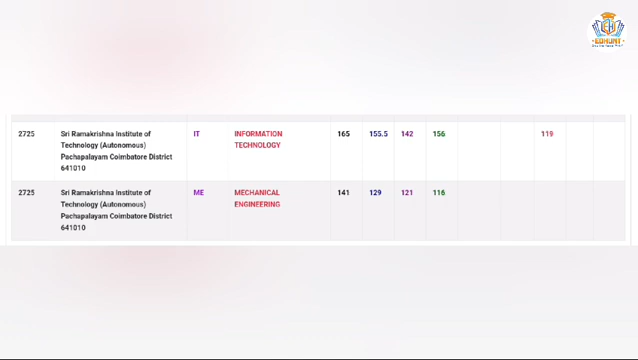 EDHUNT
2725 Sri Ramakrishna Institute of IT INFORMATION 165 155.5 142 156 119
Technology (Autonomous) TECHNOLOGY
Pachapalayam Coimbatore District
641010
2725 Sri Ramakrishna Institute of ME MECHANICAL 141 129 121 116
Technology (Autonomous) ENGINEERING
Pachapalayam Coimbatore District
641010